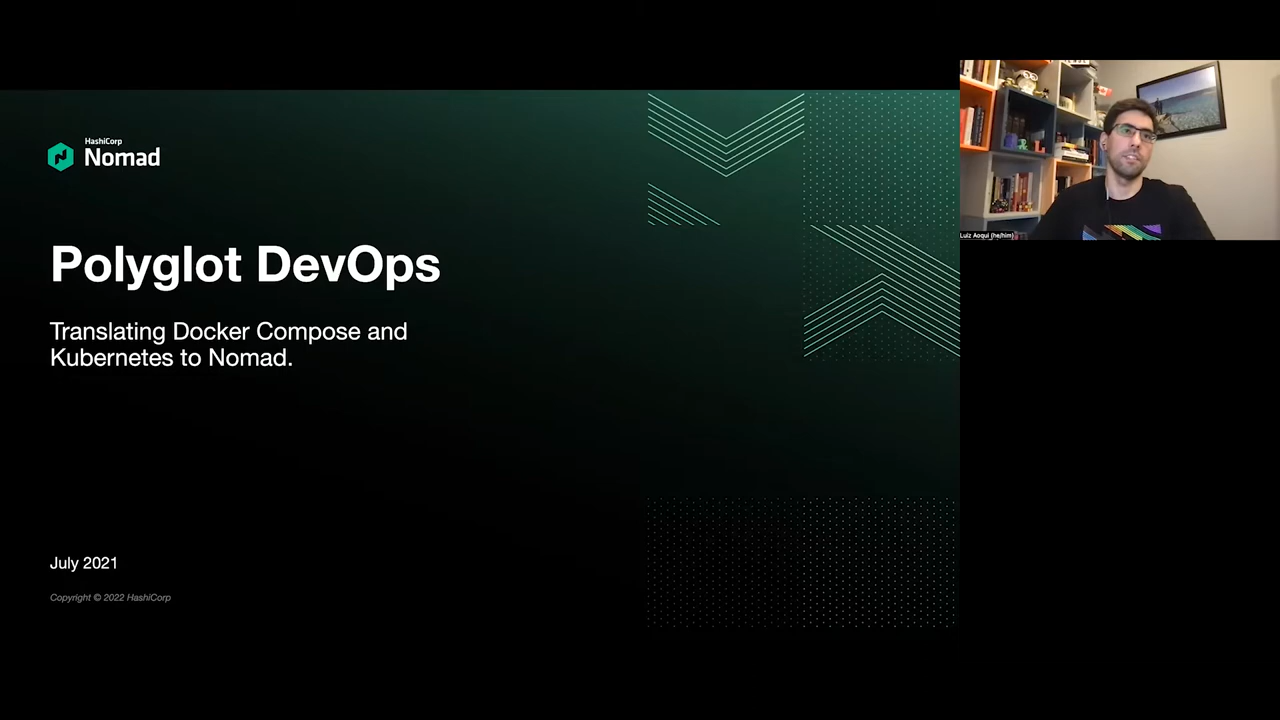 HashiCorp
Nomad
Polyglot DevOps
Translating Docker Compose and
Kubernetes to Nomad.
July 2021
Copyright © 2022 HashiCorp
Luiz Aoqui (he/him)